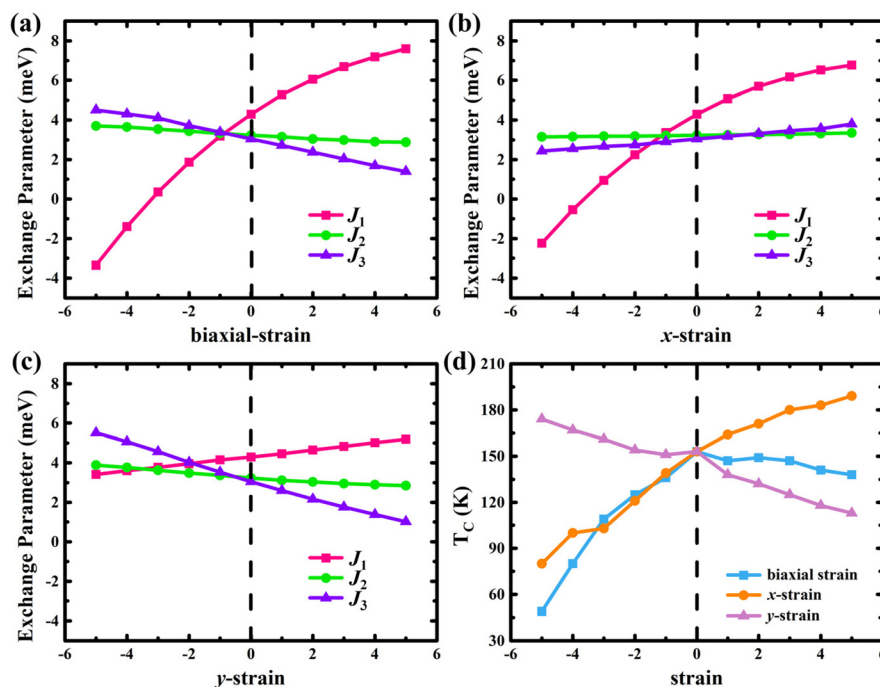 (a)
Exchange Parameter (meV)
8
6
4
2
0
-2
-4
J1
J2
J3
-6 -4 -2 0 2 4 6
biaxial-strain
(b)
Exchange Parameter (meV)
8
6
4
2
0
-2
-4
J1
J2
J3
-6 -4 -2 0 2 4 6
x-strain
(c)
Exchange Parameter (meV)
8
6
4
2
0
-2
-4
J1
J2
J3
-6 -4 -2 0 2 4 6
y-strain
(d)
TC (K)
210
180
150
120
90
60
30
biaxial strain
x-strain
y-strain
-6 -4 -2 0 2 4 6
strain